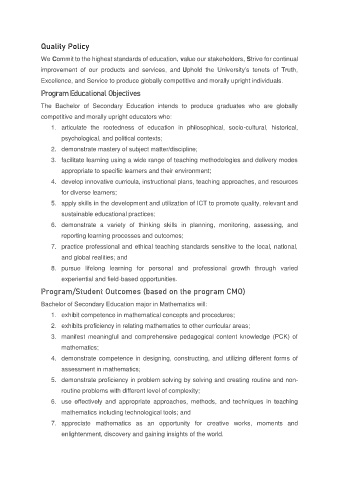 Quality Policy
We Commit to the highest standards of education, value our stakeholders, Strive for continual
improvement of our products and services, and Uphold the University's tenets of Truth,
Excellence, and Service to produce globally competitive and morally upright individuals.
Program Educational Objectives
The Bachelor of Secondary Education intends to produce graduates who are globally
competitive and morally upright educators who:
1. articulate the rootedness of education in philosophical, socio-cultural, historical,
psychological, and political contexts;
2. demonstrate mastery of subject matter/discipline;
3. facilitate learning using a wide range of teaching methodologies and delivery modes
appropriate to specific learners and their environment;
4. develop innovative curricula, instructional plans, teaching approaches, and resources
for diverse learners;
5. apply skills in the development and utilization of ICT to promote quality, relevant and
sustainable educational practices;
6. demonstrate a variety of thinking skills in planning, monitoring, assessing, and
reporting learning processes and outcomes;
7. practice professional and ethical teaching standards sensitive to the local, national,
and global realities; and
8. pursue lifelong learning for personal and professional growth through varied
experiential and field-based opportunities.
Program/Student Outcomes (based on the program CMO)
Bachelor of Secondary Education major in Mathematics will:
1. exhibit competence in mathematical concepts and procedures;
2. exhibits proficiency in relating mathematics to other curricular areas;
3. manifest meaningful and comprehensive pedagogical content knowledge (PCK) of
mathematics;
4. demonstrate competence in designing, constructing, and utilizing different forms of
assessment in mathematics;
5. demonstrate proficiency in problem solving by solving and creating routine and non-
routine problems with different level of complexity;
6. use effectively and appropriate approaches, methods, and techniques in teaching
mathematics including technological tools; and
7. appreciate mathematics as an opportunity for creative works, moments and
enlightenment, discovery and gaining insights of the world.